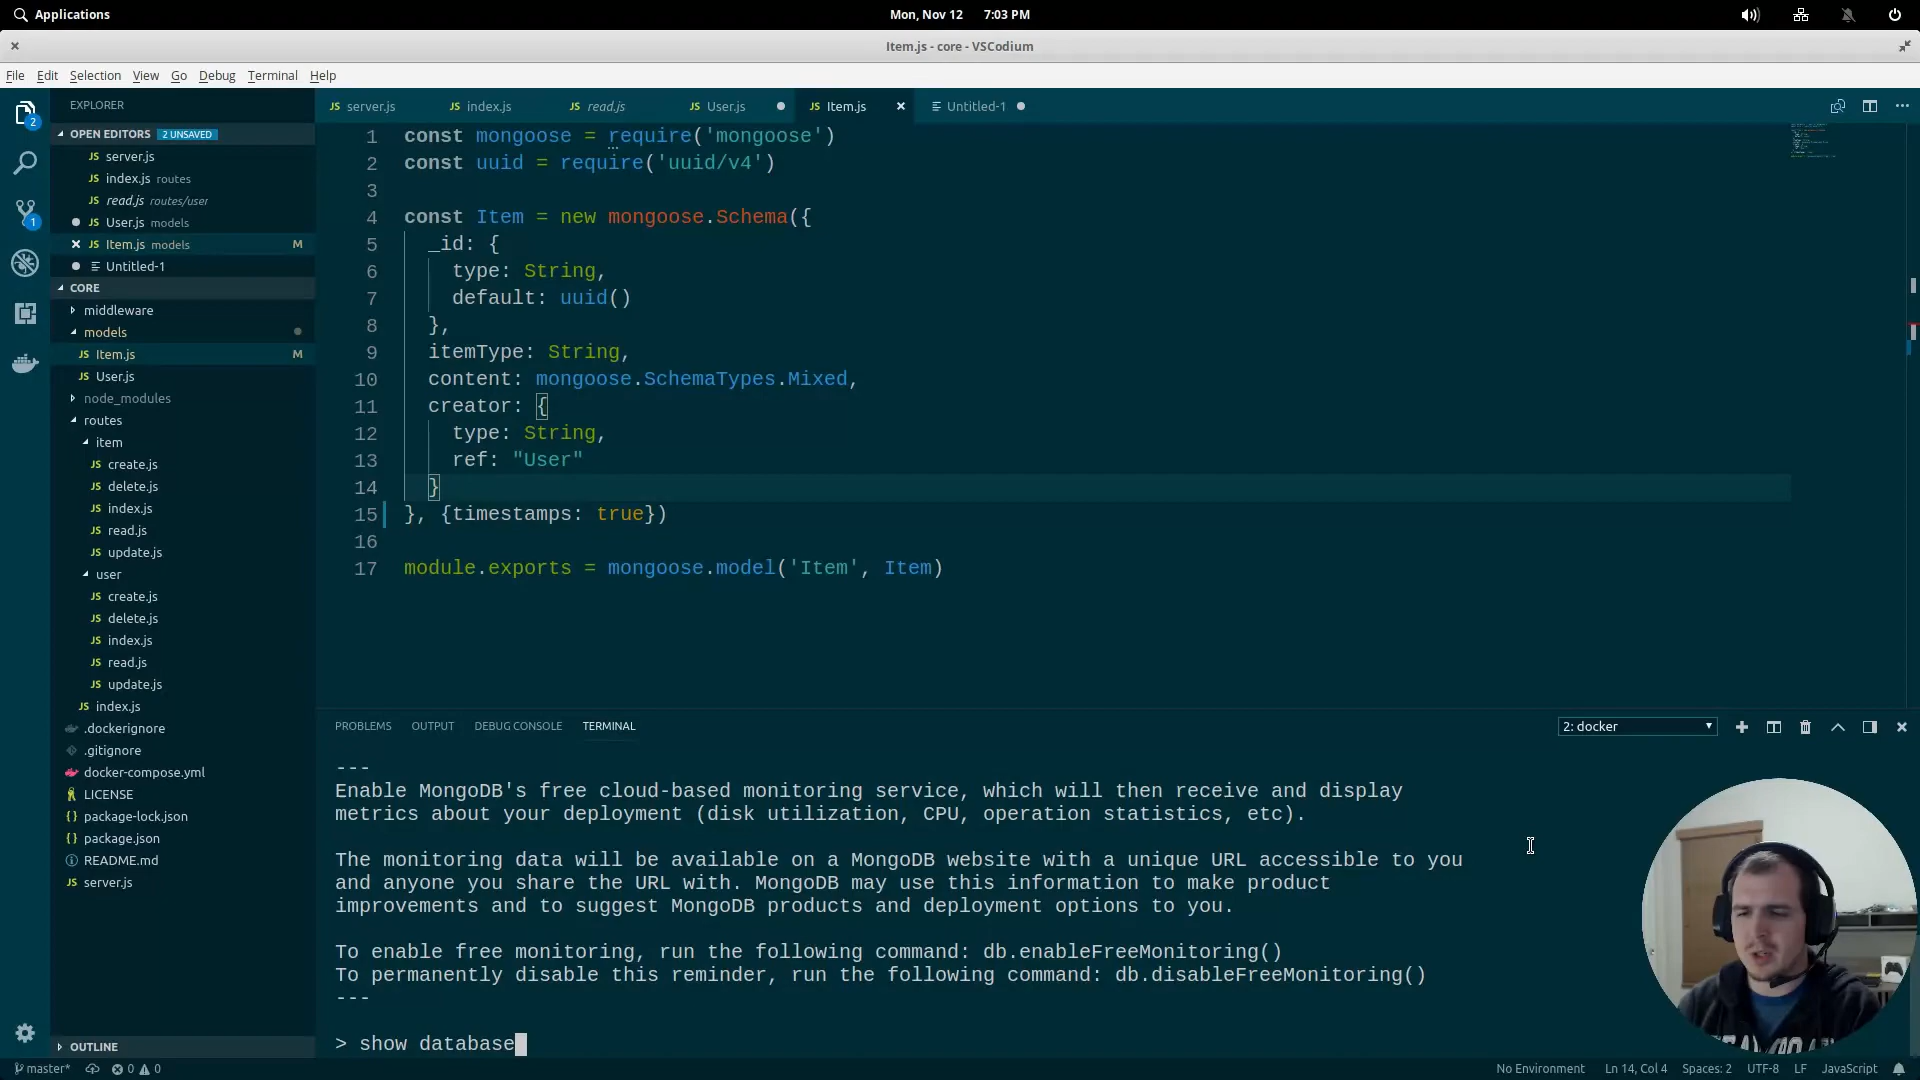 Applications
Mon, Nov 12 7:03 PM
Item.js - core - VSCodium
File Edit Selection View Go Debug Terminal Help
EXPLORER
OPEN EDITORS 2 UNSAVED
JS server.js
JS index.js routes
JS read.js routes/user
JS User.js models
JS Item.js models M
Untitled-1
CORE
middleware
models
JS Item.js M
JS User.js
node_modules
routes
item
JS create.js
JS delete.js
JS index.js
JS read.js
JS update.js
user
JS create.js
JS delete.js
JS index.js
JS read.js
JS update.js
JS index.js
.dockerignore
.gitignore
docker-compose.yml
LICENSE
{} package-lock.json
{} package.json
README.md
JS server.js
OUTLINE
2
1
JS server.js JS index.js JS read.js JS User.js JS Item.js Untitled-1
1 const mongoose = require('mongoose')
2 const uuid = require('uuid/v4')
3
4 const Item = new mongoose.Schema({
5 _id: {
6 type: String,
7 default: uuid()
8 },
9 itemType: String,
10 content: mongoose.SchemaTypes.Mixed,
11 creator: {
12 type: String,
13 ref: "User"
14 }
15 }, {timestamps: true})
16
17 module.exports = mongoose.model('Item', Item)
PROBLEMS OUTPUT DEBUG CONSOLE TERMINAL 2: docker
---
Enable MongoDB's free cloud-based monitoring service, which will then receive and display
metrics about your deployment (disk utilization, CPU, operation statistics, etc).
The monitoring data will be available on a MongoDB website with a unique URL accessible to you
and anyone you share the URL with. MongoDB may use this information to make product
improvements and to suggest MongoDB products and deployment options to you.
To enable free monitoring, run the following command: db.enableFreeMonitoring()
To permanently disable this reminder, run the following command: db.disableFreeMonitoring()
---
> show database
master* 0 0 No Environment Ln 14, Col 4 Spaces: 2 UTF-8 LF JavaScript